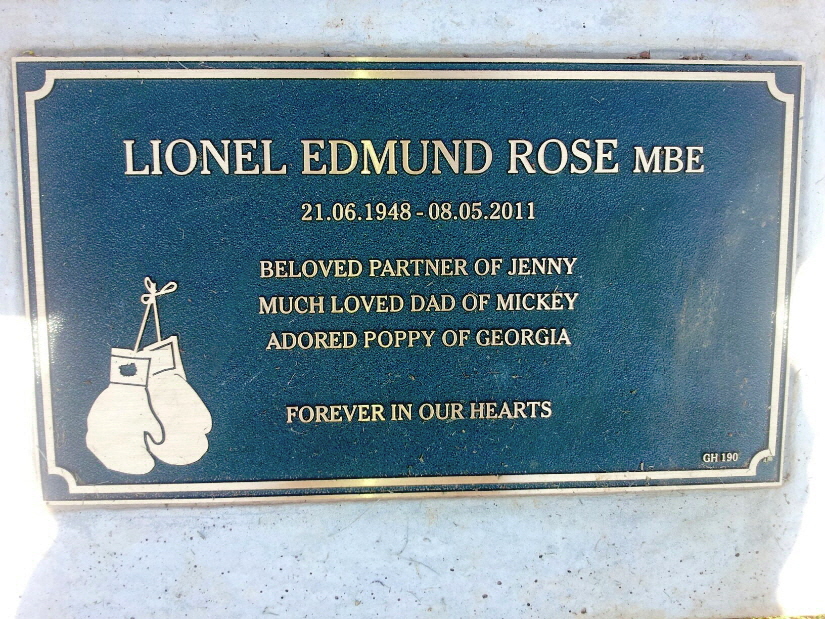 LIONEL EDMUND ROSE MBE
21.06.1948 - 08.05.2011
BELOVED PARTNER OF JENNY
MUCH LOVED DAD OF MICKEY
ADORED POPPY OF GEORGIA
FOREVER IN OUR HEARTS
GH 190